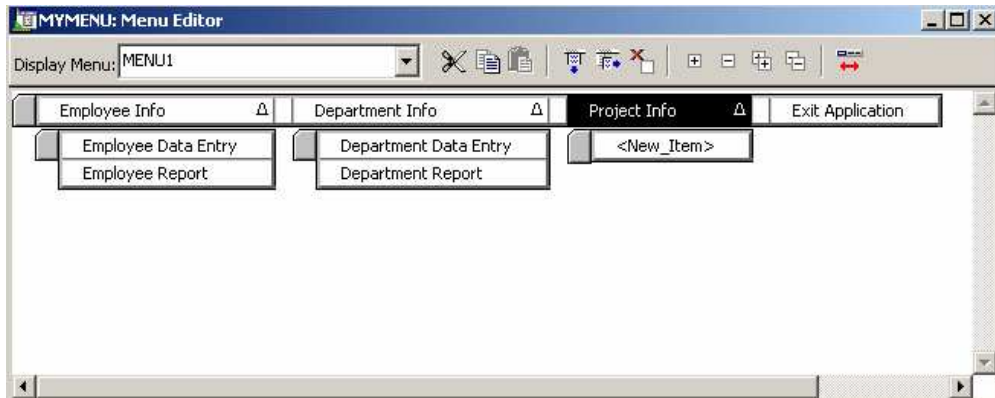 MYMENU: Menu Editor
Display Menu: MENU1
Employee Info Department Info Project Info Exit Application
Employee Data Entry Department Data Entry <New_Item>
Employee Report Department Report